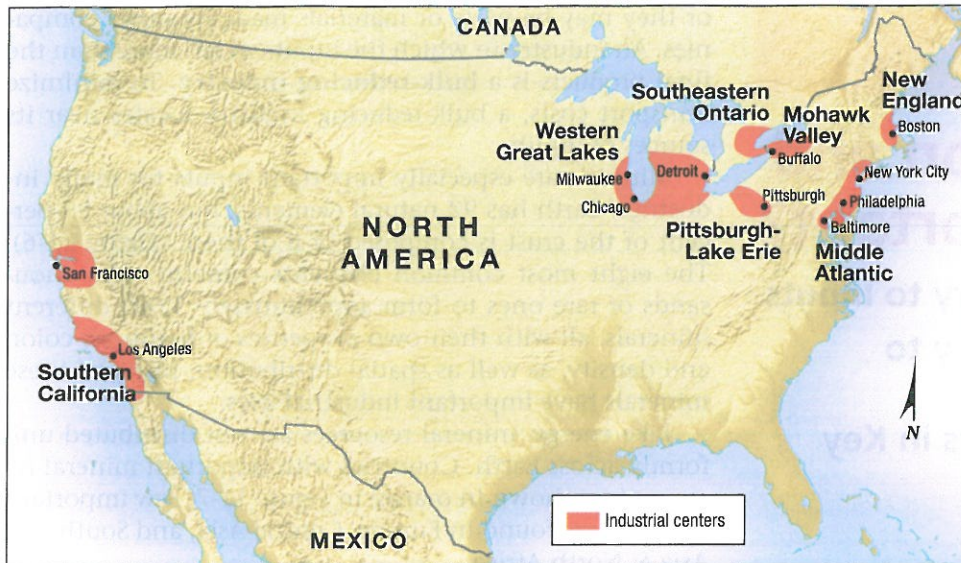 CANADA
New
England
Southeastern
Ontario
Mohawk
Valley
Boston
Western
Great Lakes
Buffalo
Milwaukee
Detroit
New York City
Chicago
Pittsburgh
Philadelphia
Baltimore
NORTH
AMERICA
Pittsburgh-
Lake Erie
Middle
Atlantic
San Francisco
Los Angeles
Southern
California
N
Industrial centers
MEXICO